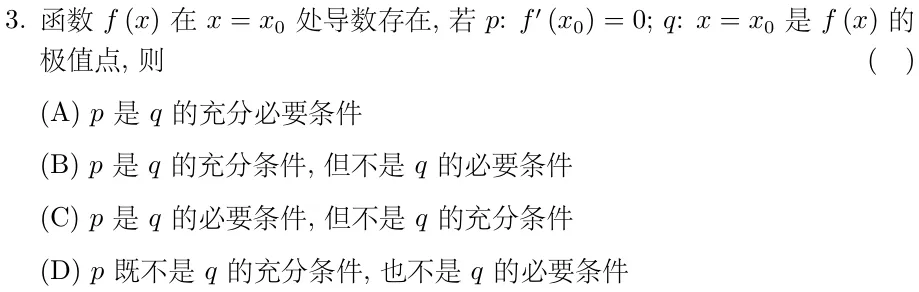 3. 函数 f (x) 在 x = x₀ 处导数存在, 若 p: f′ (x₀) = 0; q: x = x₀ 是 f (x) 的
极值点, 则 ( )
(A) p 是 q 的充分必要条件
(B) p 是 q 的充分条件, 但不是 q 的必要条件
(C) p 是 q 的必要条件, 但不是 q 的充分条件
(D) p 既不是 q 的充分条件, 也不是 q 的必要条件